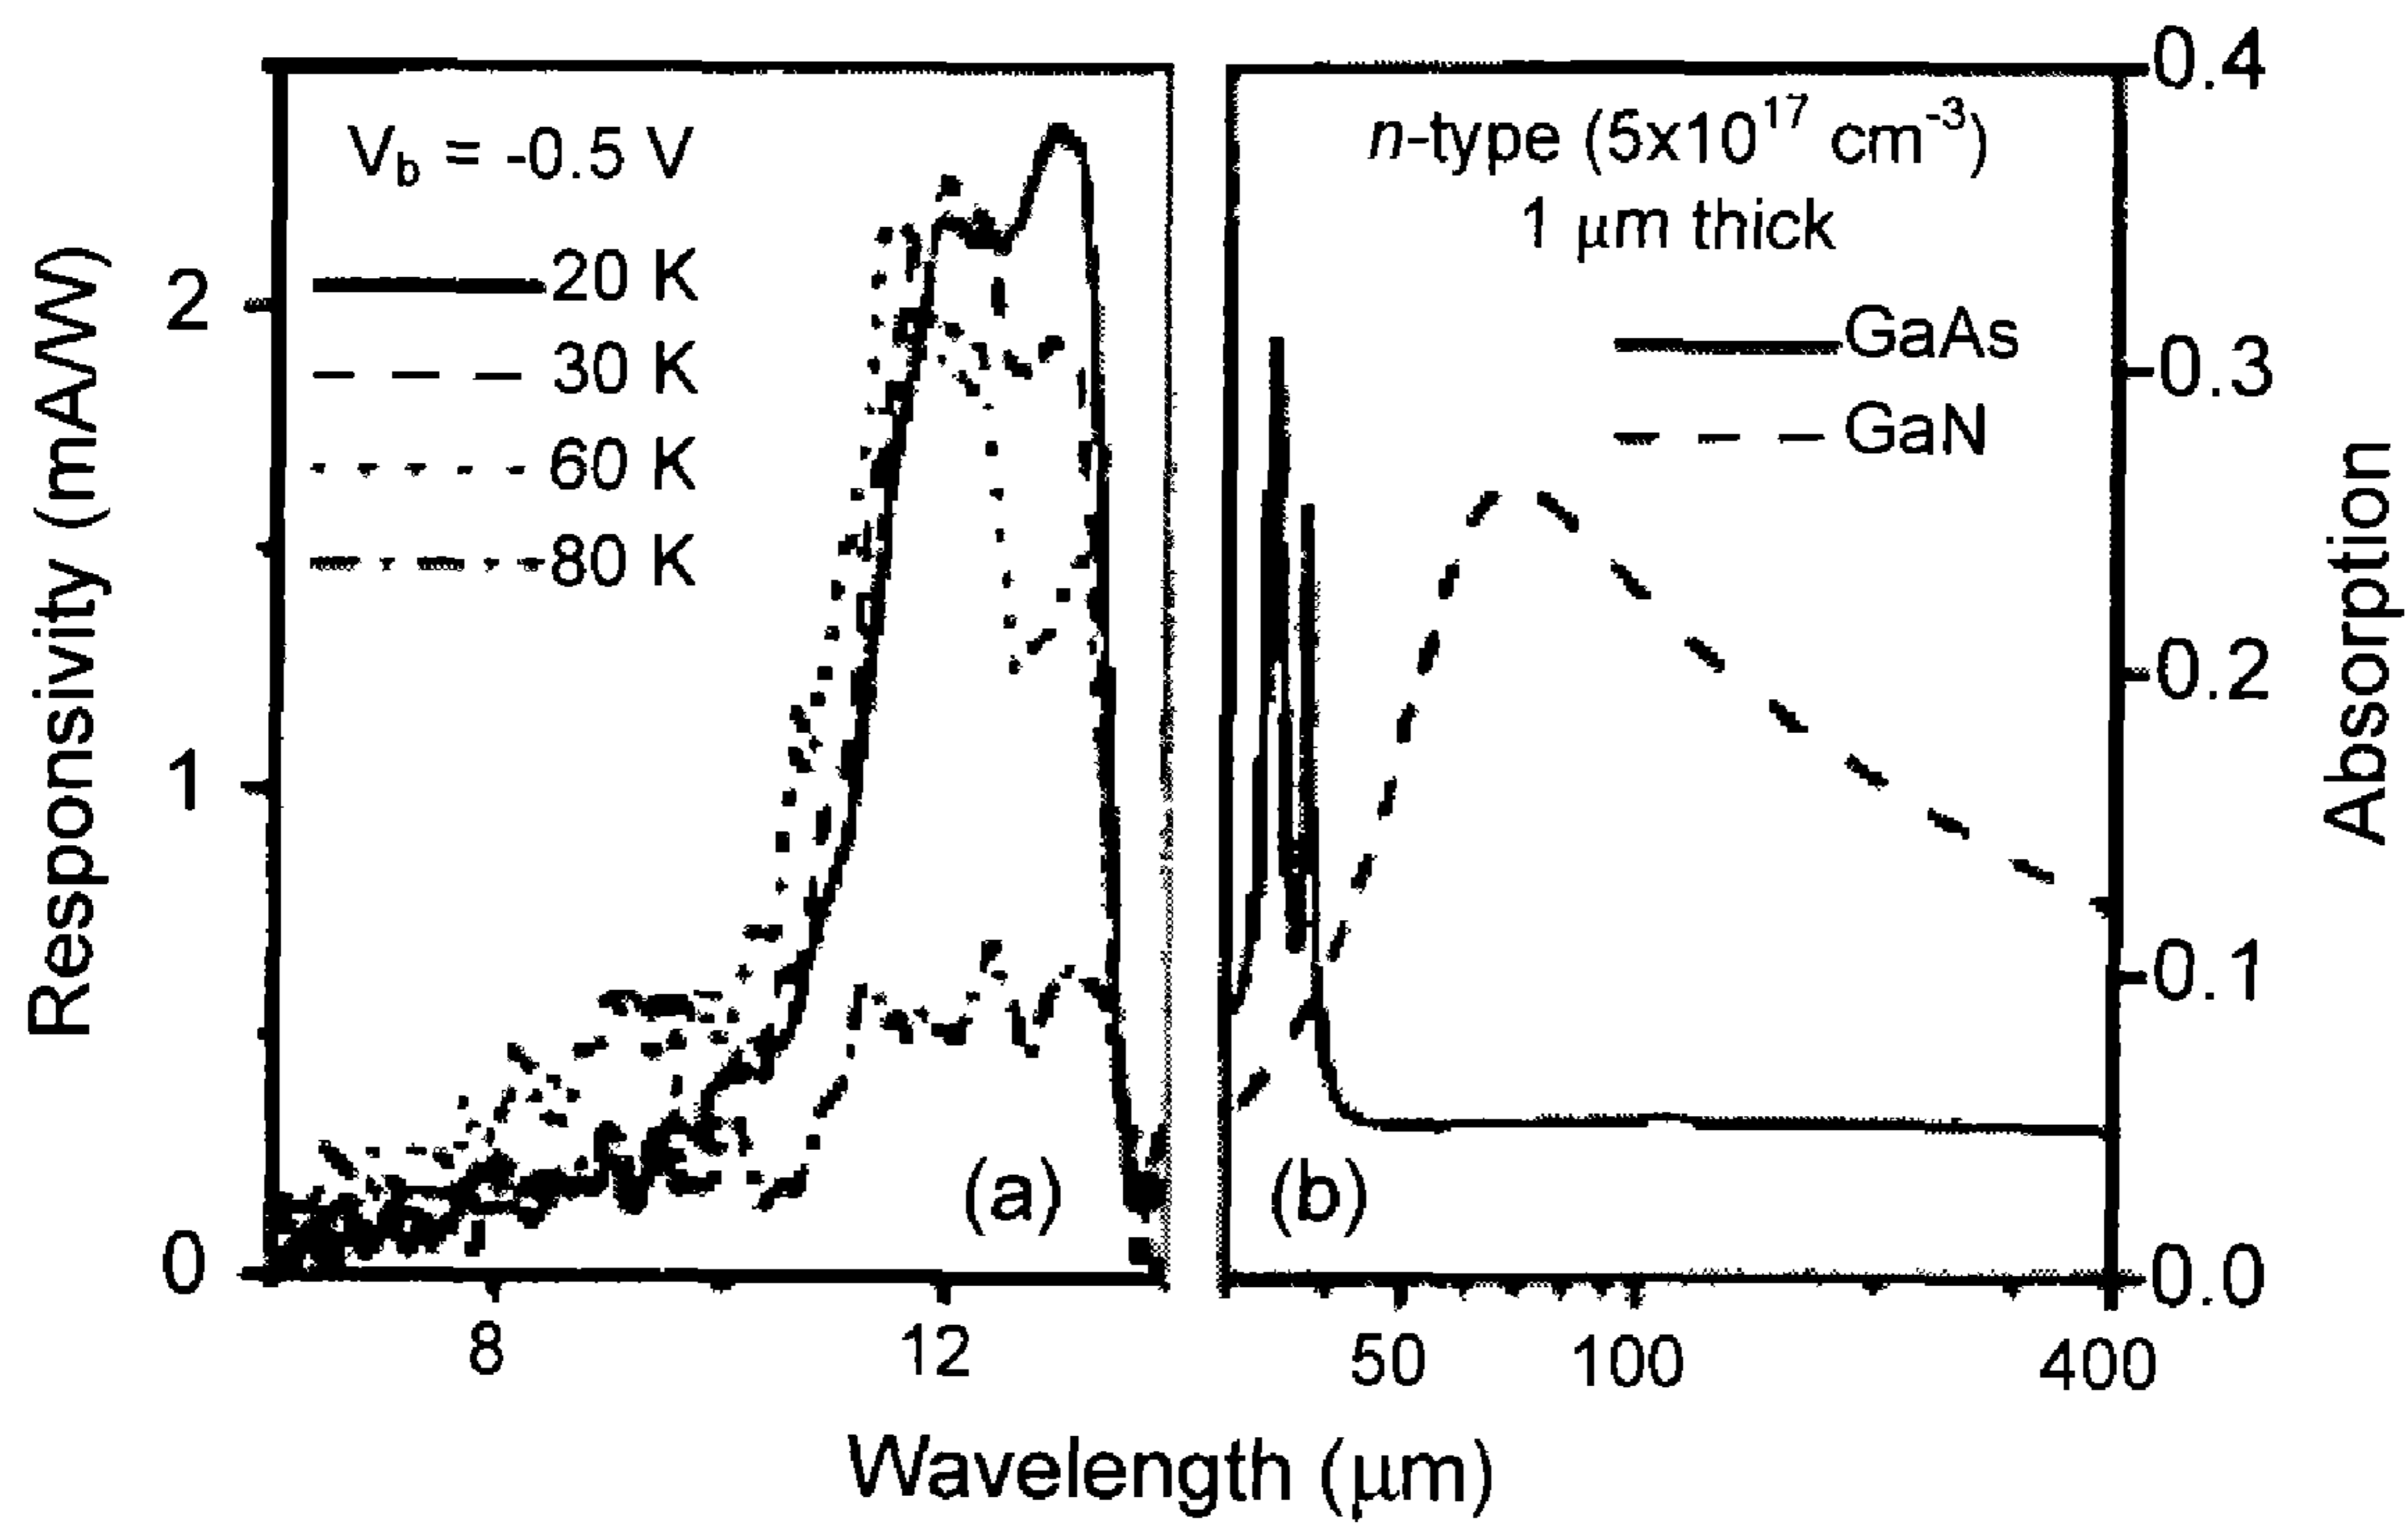 Responsivity (mA/W)
2
1
0
V_b = -0.5 V
20 K
30 K
60 K
80 K
(a)
8
12
n-type (5x10^17 cm^-3)
1 μm thick
GaAs
GaN
(b)
50
100
400
0.4
0.3
0.2
0.1
0.0
Absorption
Wavelength (μm)